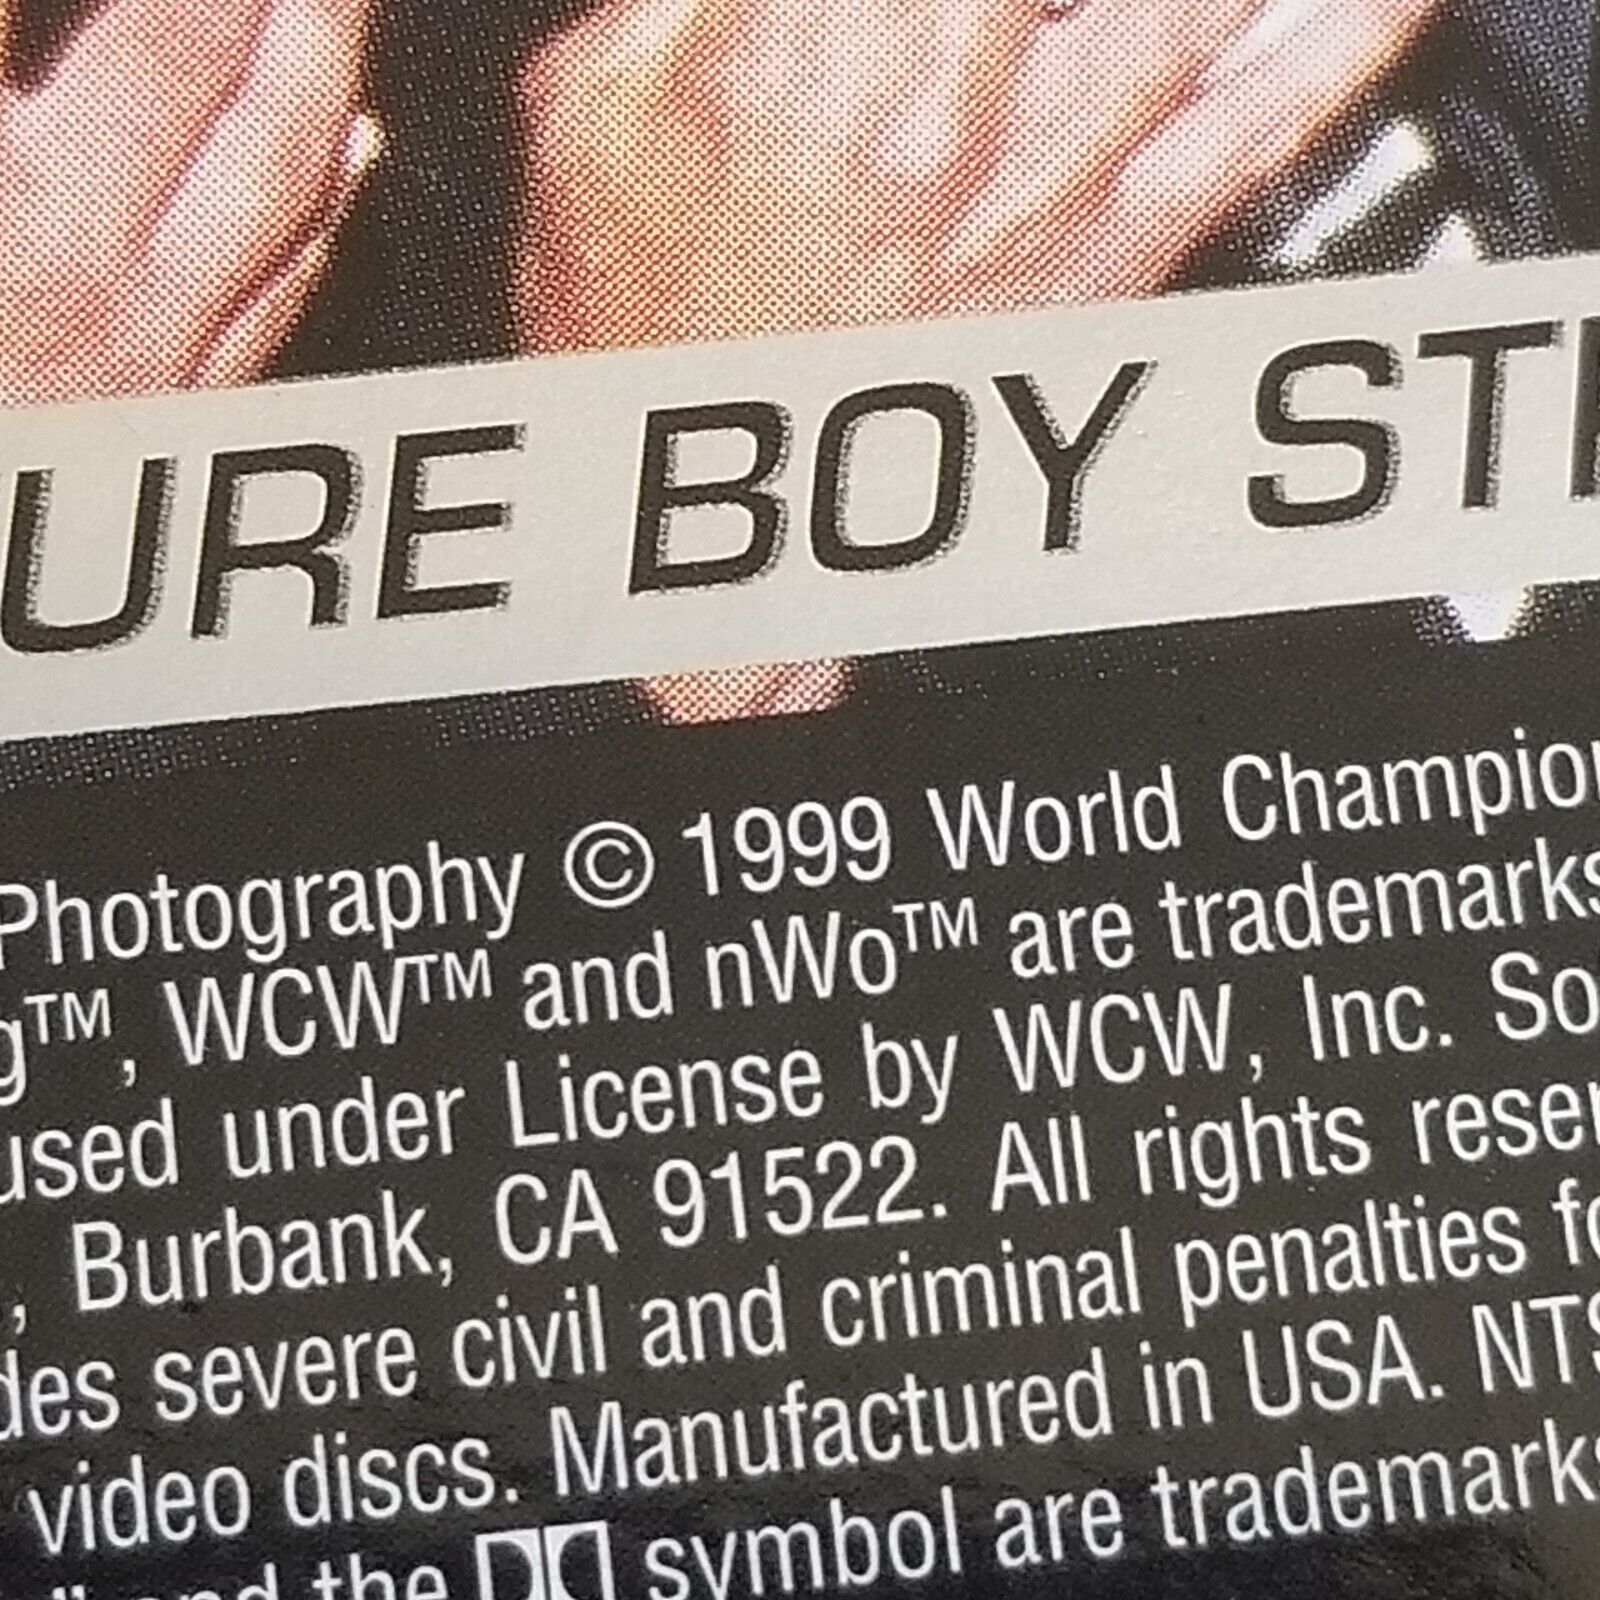 URE BOY ST
Photography © 1999 World Champion
g™, WCW™ and nWo™ are trademarks
used under License by WCW, Inc. So
, Burbank, CA 91522. All rights reser
des severe civil and criminal penalties fo
video discs. Manufactured in USA. NTS
" and the symbol are trademarks